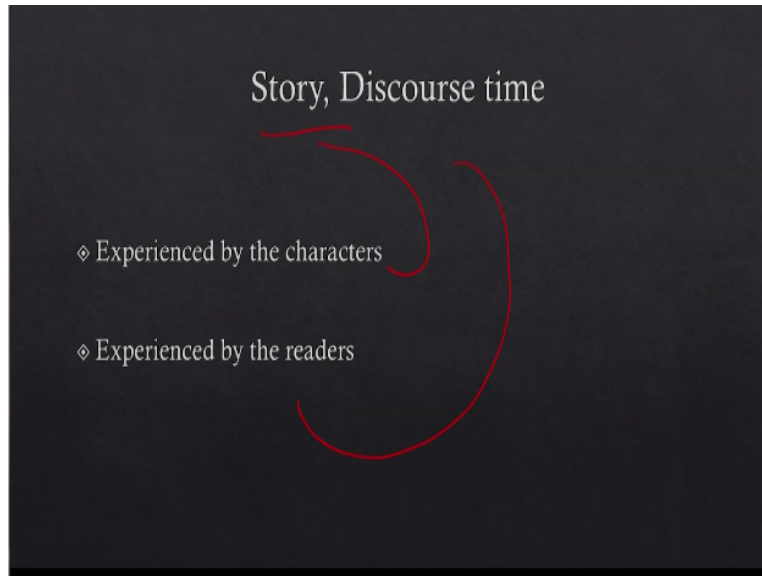 Story, Discourse time
◈ Experienced by the characters
◈ Experienced by the readers